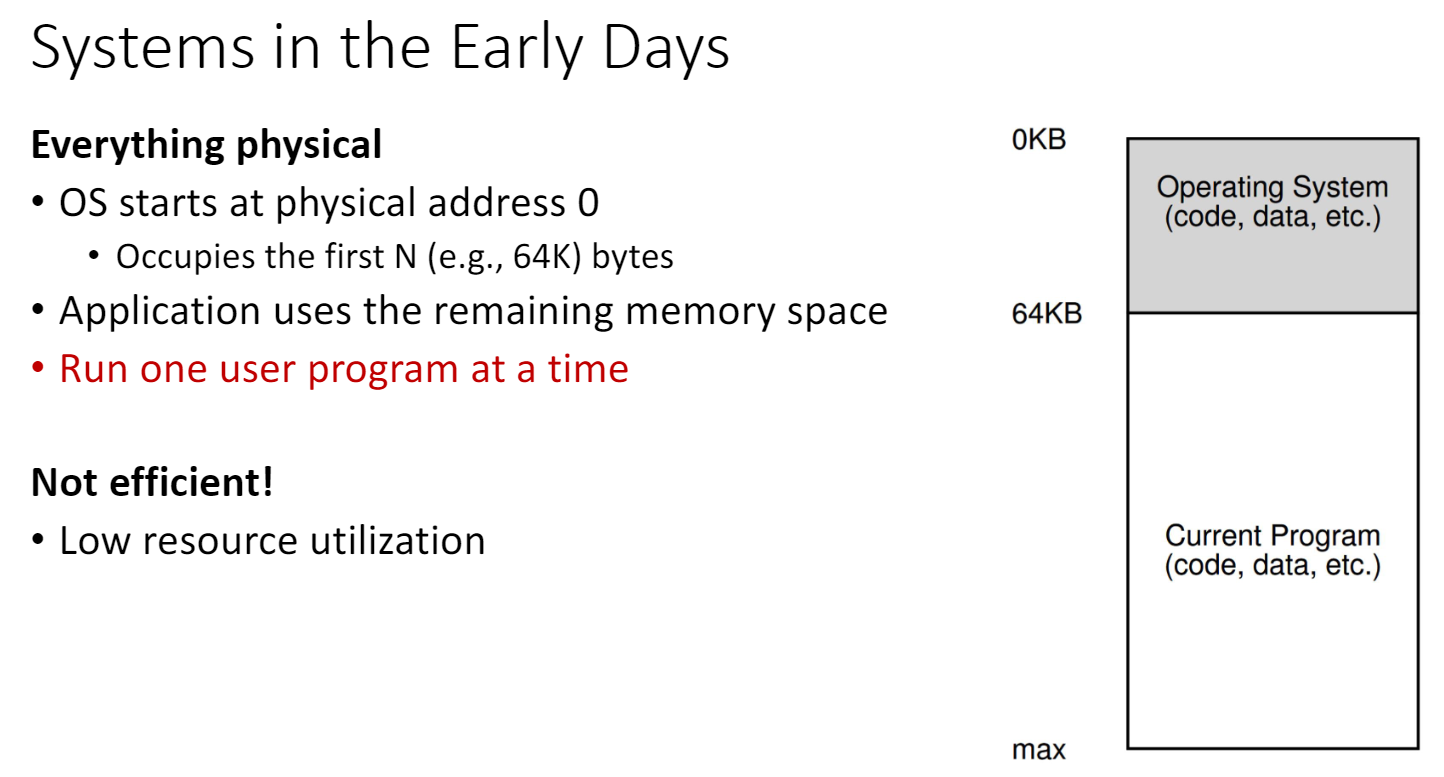 Systems in the Early Days
Everything physical
• OS starts at physical address 0
• Occupies the first N (e.g., 64K) bytes
• Application uses the remaining memory space
• Run one user program at a time
Not efficient!
• Low resource utilization
0KB
Operating System
(code, data, etc.)
64KB
Current Program
(code, data, etc.)
max